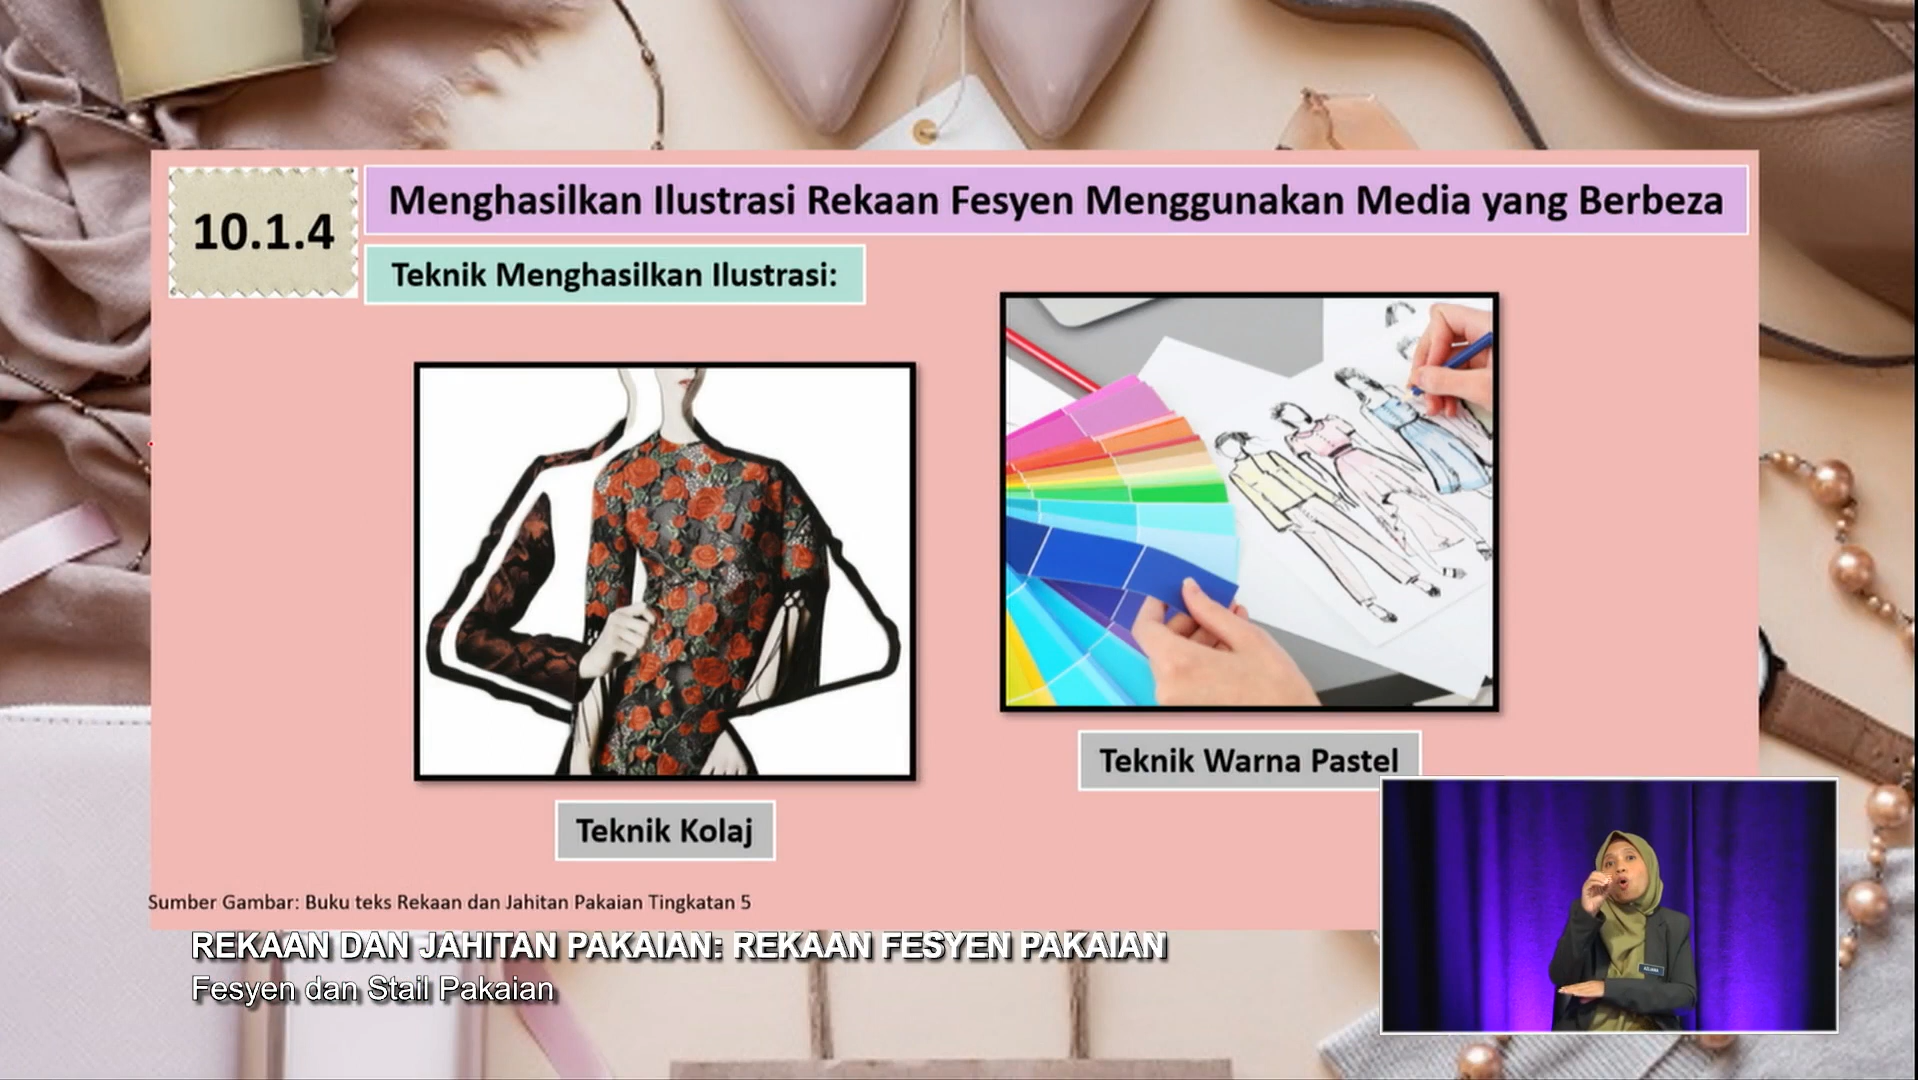 10.1.4
Menghasilkan Ilustrasi Rekaan Fesyen Menggunakan Media yang Berbeza
Teknik Menghasilkan Ilustrasi:
Teknik Warna Pastel
Teknik Kolaj
Sumber Gambar: Buku teks Rekaan dan Jahitan Pakaian Tingkatan 5
REKAAN DAN JAHITAN PAKAIAN: REKAAN FESYEN PAKAIAN
Fesyen dan Stail Pakaian